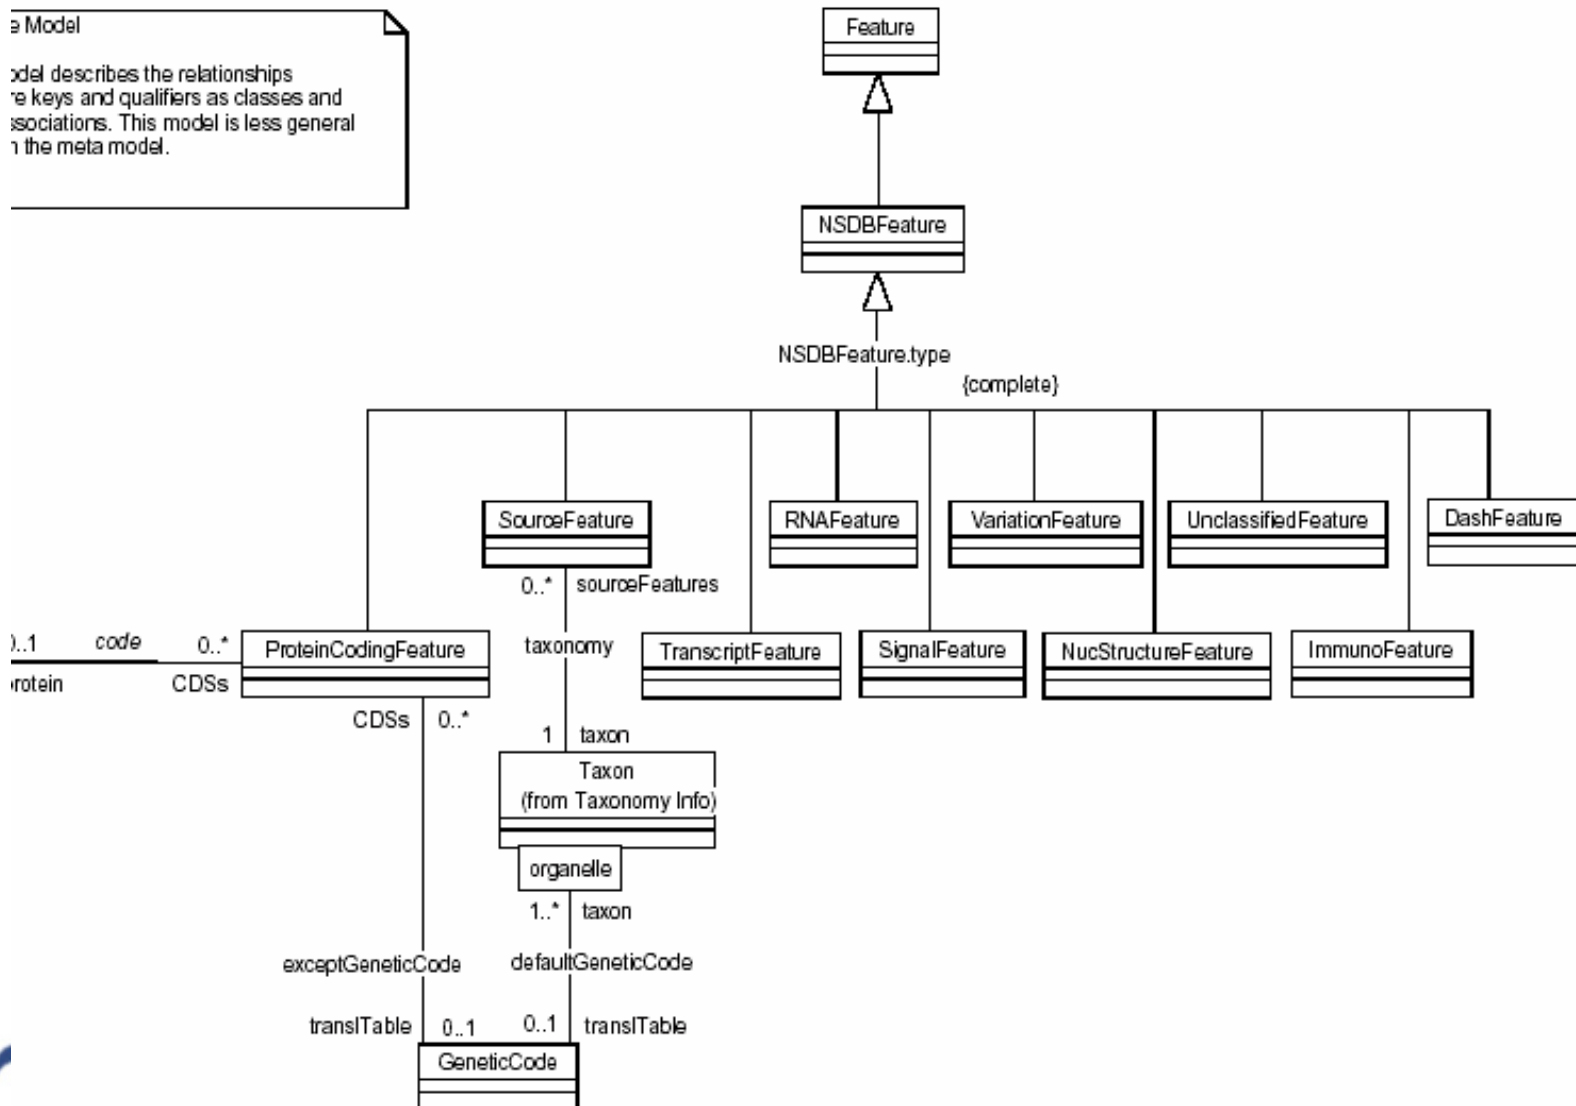 e Model
odel describes the relationships
re keys and qualifiers as classes and
ssociations. This model is less general
n the meta model.
Feature
NSDBFeature
NSDBFeature.type
{complete}
SourceFeature
RNAFeature
VariationFeature
UnclassifiedFeature
DashFeature
0..* sourceFeatures
0..1 code 0..*
ProteinCodingFeature
taxonomy
TranscriptFeature
SignalFeature
NucStructureFeature
ImmunoFeature
rotein CDSs
CDSs 0..*
1 taxon
Taxon
(from Taxonomy Info)
organelle
1..* taxon
exceptGeneticCode
defaultGeneticCode
translTable 0..1
0..1 translTable
GeneticCode